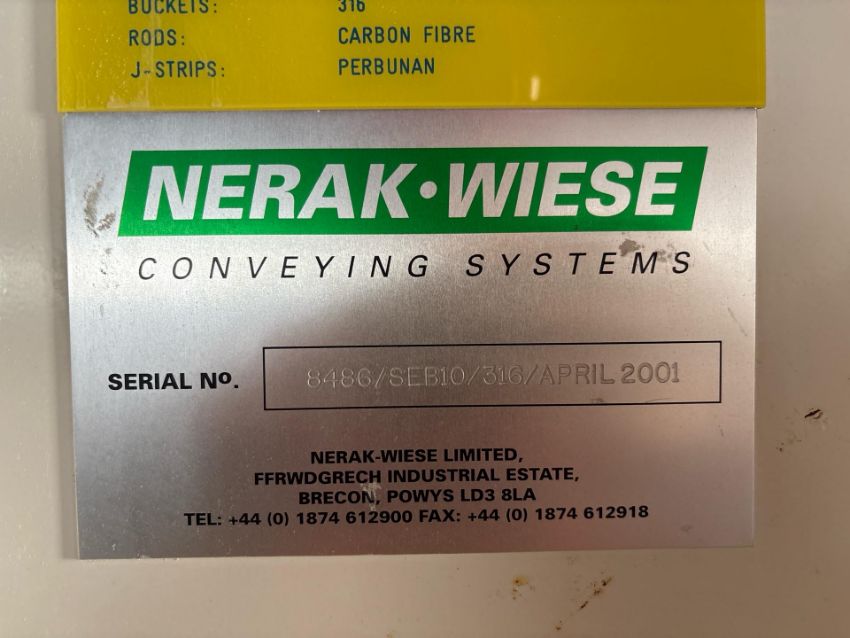 BUCKETS: 316
RODS: CARBON FIBRE
J-STRIPS: PERBUNAN
NERAK·WIESE
CONVEYING SYSTEMS
SERIAL No. 8486/SEB10/316/APRIL 2001
NERAK-WIESE LIMITED,
FFRWDGRECH INDUSTRIAL ESTATE,
BRECON, POWYS LD3 8LA
TEL: +44 (0) 1874 612900 FAX: +44 (0) 1874 612918